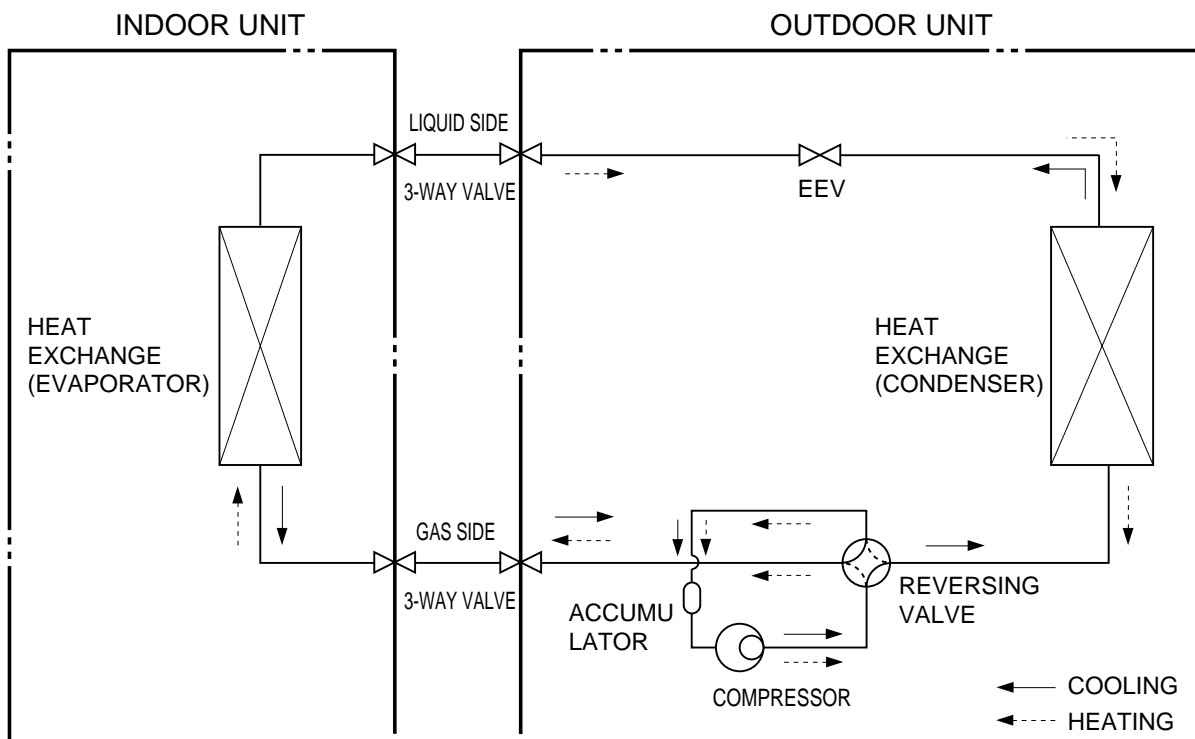 INDOOR UNIT
OUTDOOR UNIT
LIQUID SIDE
3-WAY VALVE
EEV
HEAT
EXCHANGE
(EVAPORATOR)
HEAT
EXCHANGE
(CONDENSER)
GAS SIDE
3-WAY VALVE
ACCUMU
LATOR
REVERSING
VALVE
COMPRESSOR
COOLING
HEATING